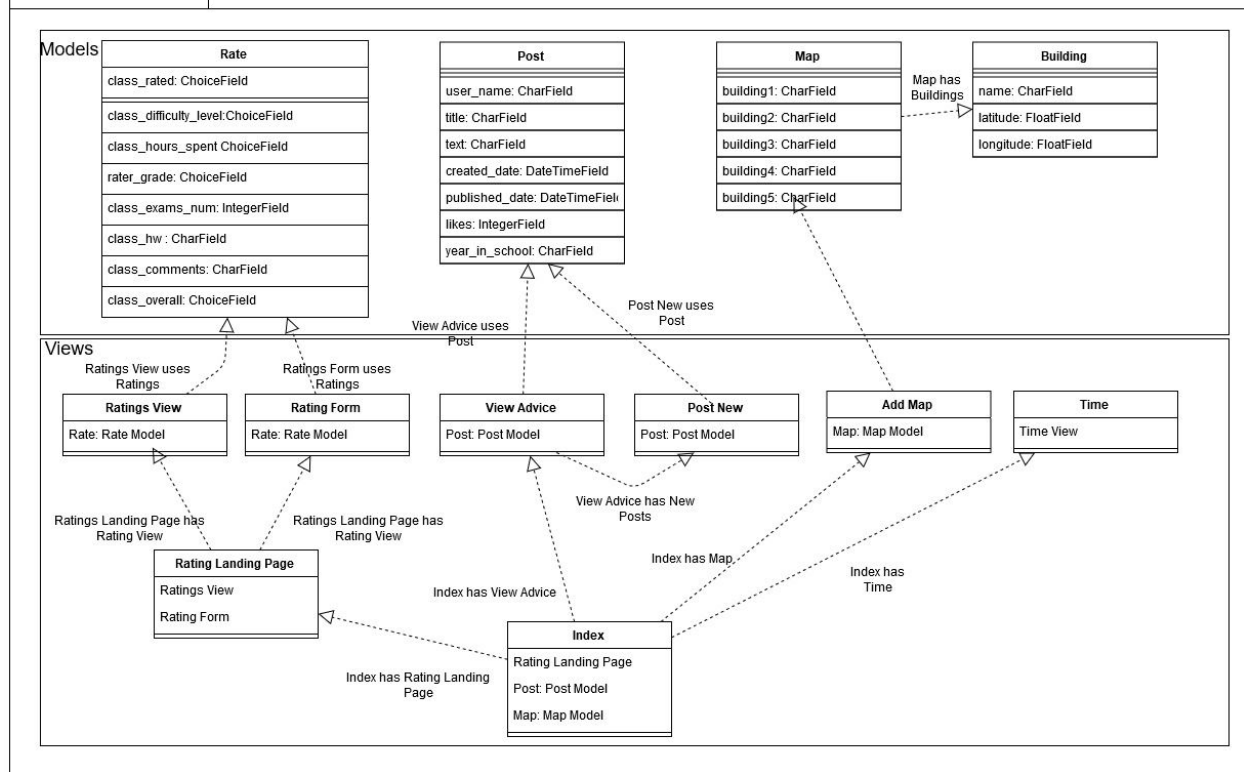 Models
Rate
class_rated: ChoiceField
class_difficulty_level:ChoiceField
class_hours_spent ChoiceField
rater_grade: ChoiceField
class_exams_num: IntegerField
class_hw : CharField
class_comments: CharField
class_overall: ChoiceField
Post
user_name: CharField
title: CharField
text: CharField
created_date: DateTimeField
published_date: DateTimeField
likes: IntegerField
year_in_school: CharField
Map
building1: CharField
building2: CharField
building3: CharField
building4: CharField
building5: CharField
Map has
Buildings
Building
name: CharField
latitude: FloatField
longitude: FloatField
View Advice uses
Post
Post New uses
Post
Views
Ratings View uses
Ratings
Ratings Form uses
Ratings
Ratings View
Rate: Rate Model
Rating Form
Rate: Rate Model
View Advice
Post: Post Model
Post New
Post: Post Model
Add Map
Map: Map Model
Time
Time View
View Advice has New
Posts
Ratings Landing Page has
Rating View
Ratings Landing Page has
Rating View
Rating Landing Page
Ratings View
Rating Form
Index has View Advice
Index has Map
Index has
Time
Index has Rating Landing
Page
Index
Rating Landing Page
Post: Post Model
Map: Map Model